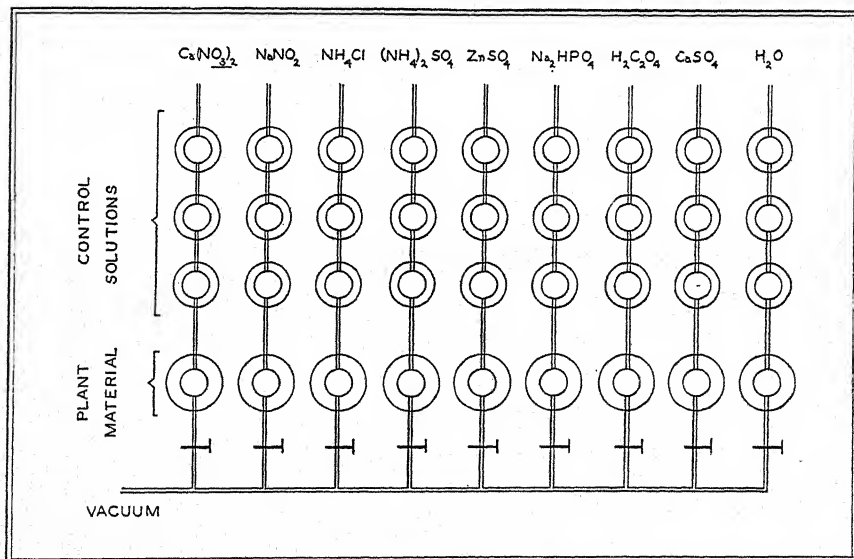 Ca(NO3)2 NaNO2 NH4Cl (NH4)2SO4 ZnSO4 Na2HPO4 H2C2O4 CaSO4 H2O
CONTROL
SOLUTIONS
PLANT
MATERIAL
VACUUM